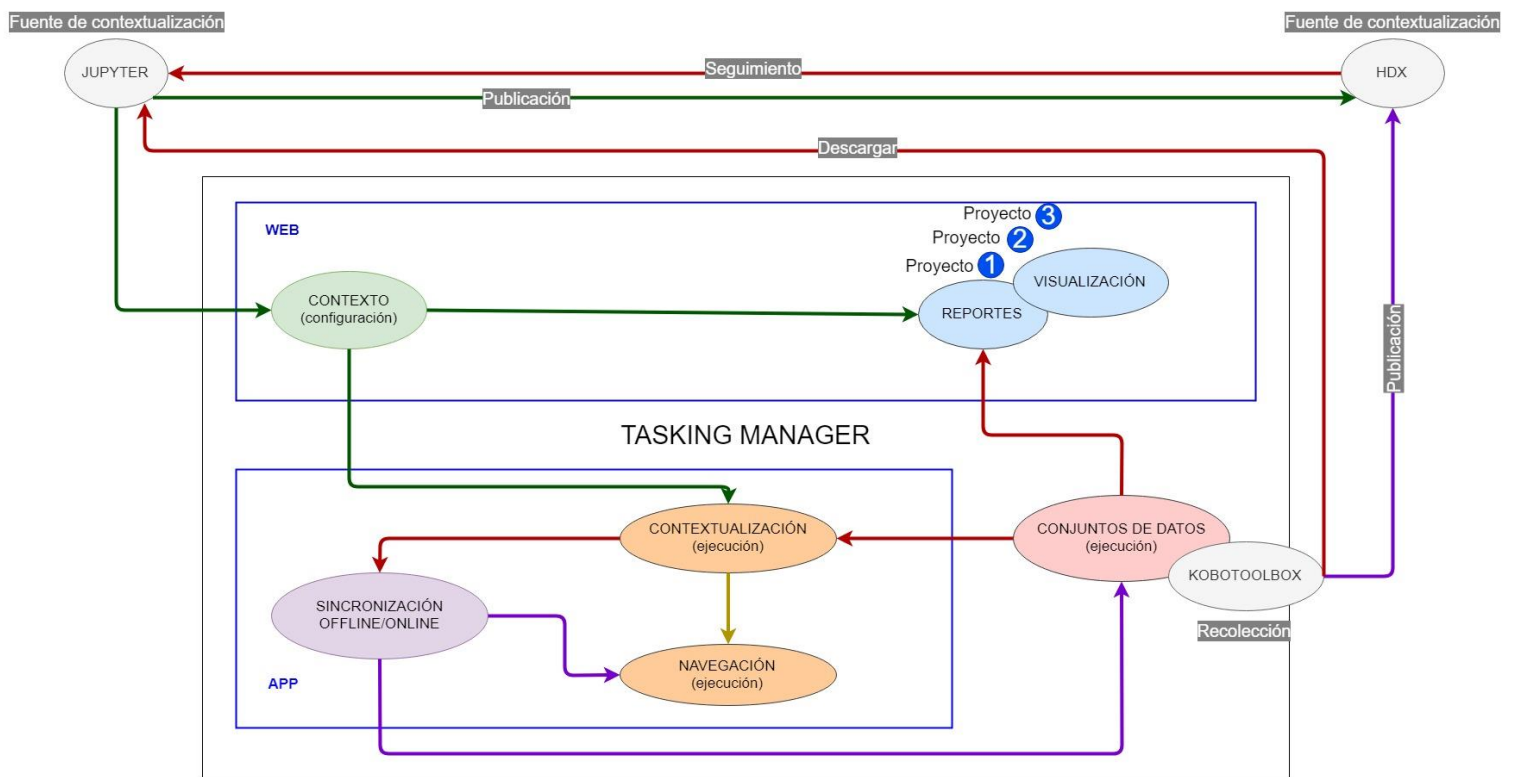 Fuente de contextualización
Fuente de contextualización
JUPYTER
Seguimiento
HDX
Publicación
Descargar
WEB
Proyecto 3
Proyecto 2
Proyecto 1
VISUALIZACIÓN
CONTEXTO
(configuración)
REPORTES
Publicación
TASKING MANAGER
CONTEXTUALIZACIÓN
(ejecución)
CONJUNTOS DE DATOS
(ejecución)
KOBOTOOLBOX
SINCRONIZACIÓN
OFFLINE/ONLINE
Recolección
NAVEGACIÓN
(ejecución)
APP